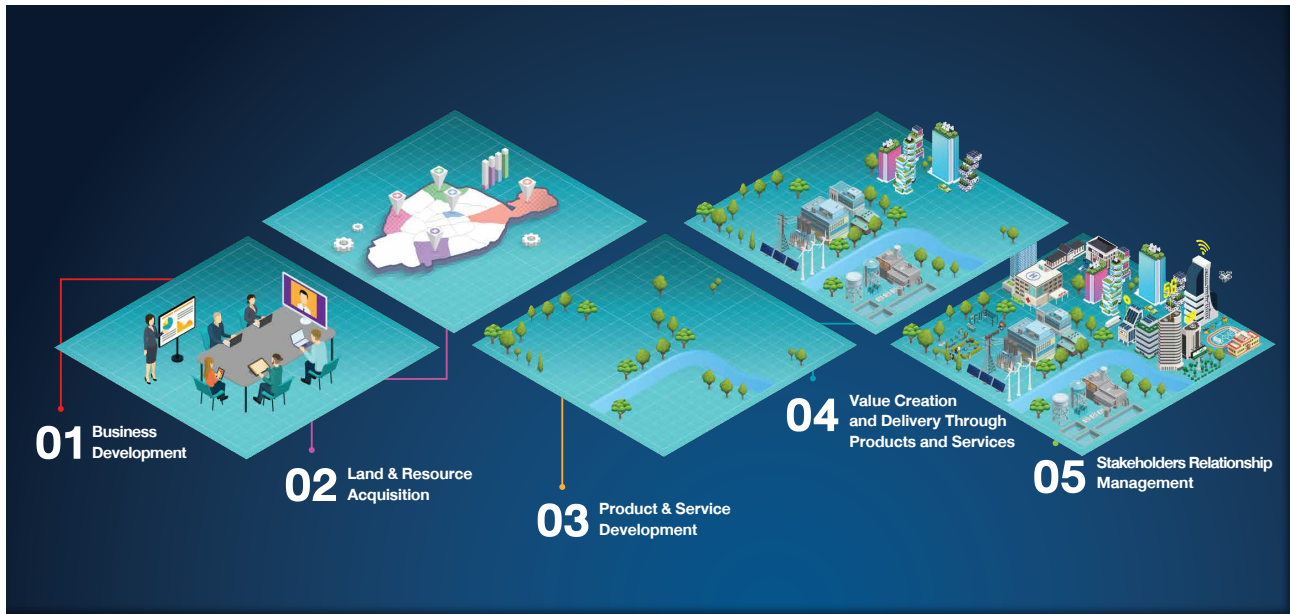 01
Business
Development
02
Land & Resource
Acquisition
03
Product & Service
Development
04
Value Creation
and Delivery Through
Products and Services
05
Stakeholders Relationship
Management
5G
H